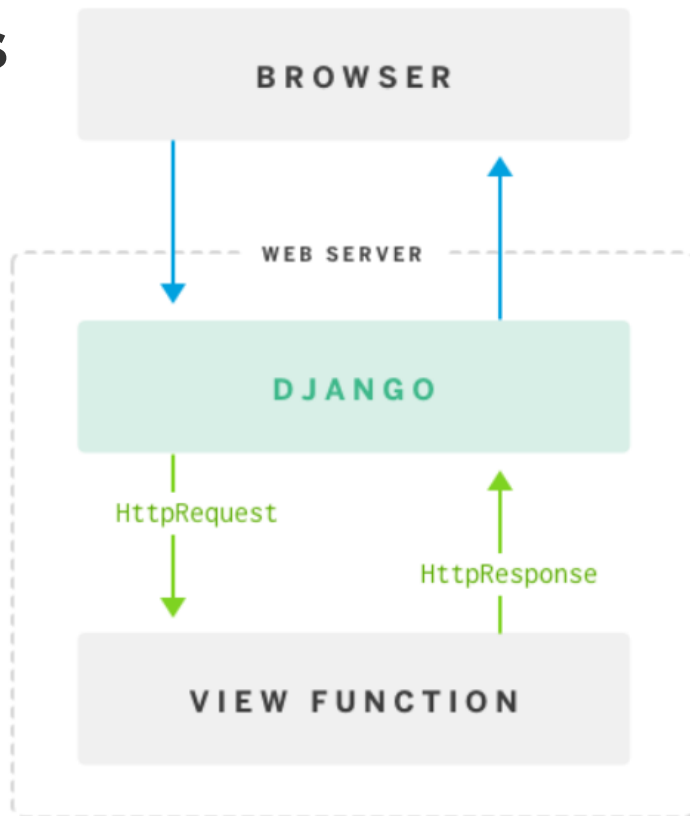 s
BROWSER
WEB SERVER
DJANGO
HttpRequest
HttpResponse
VIEW FUNCTION